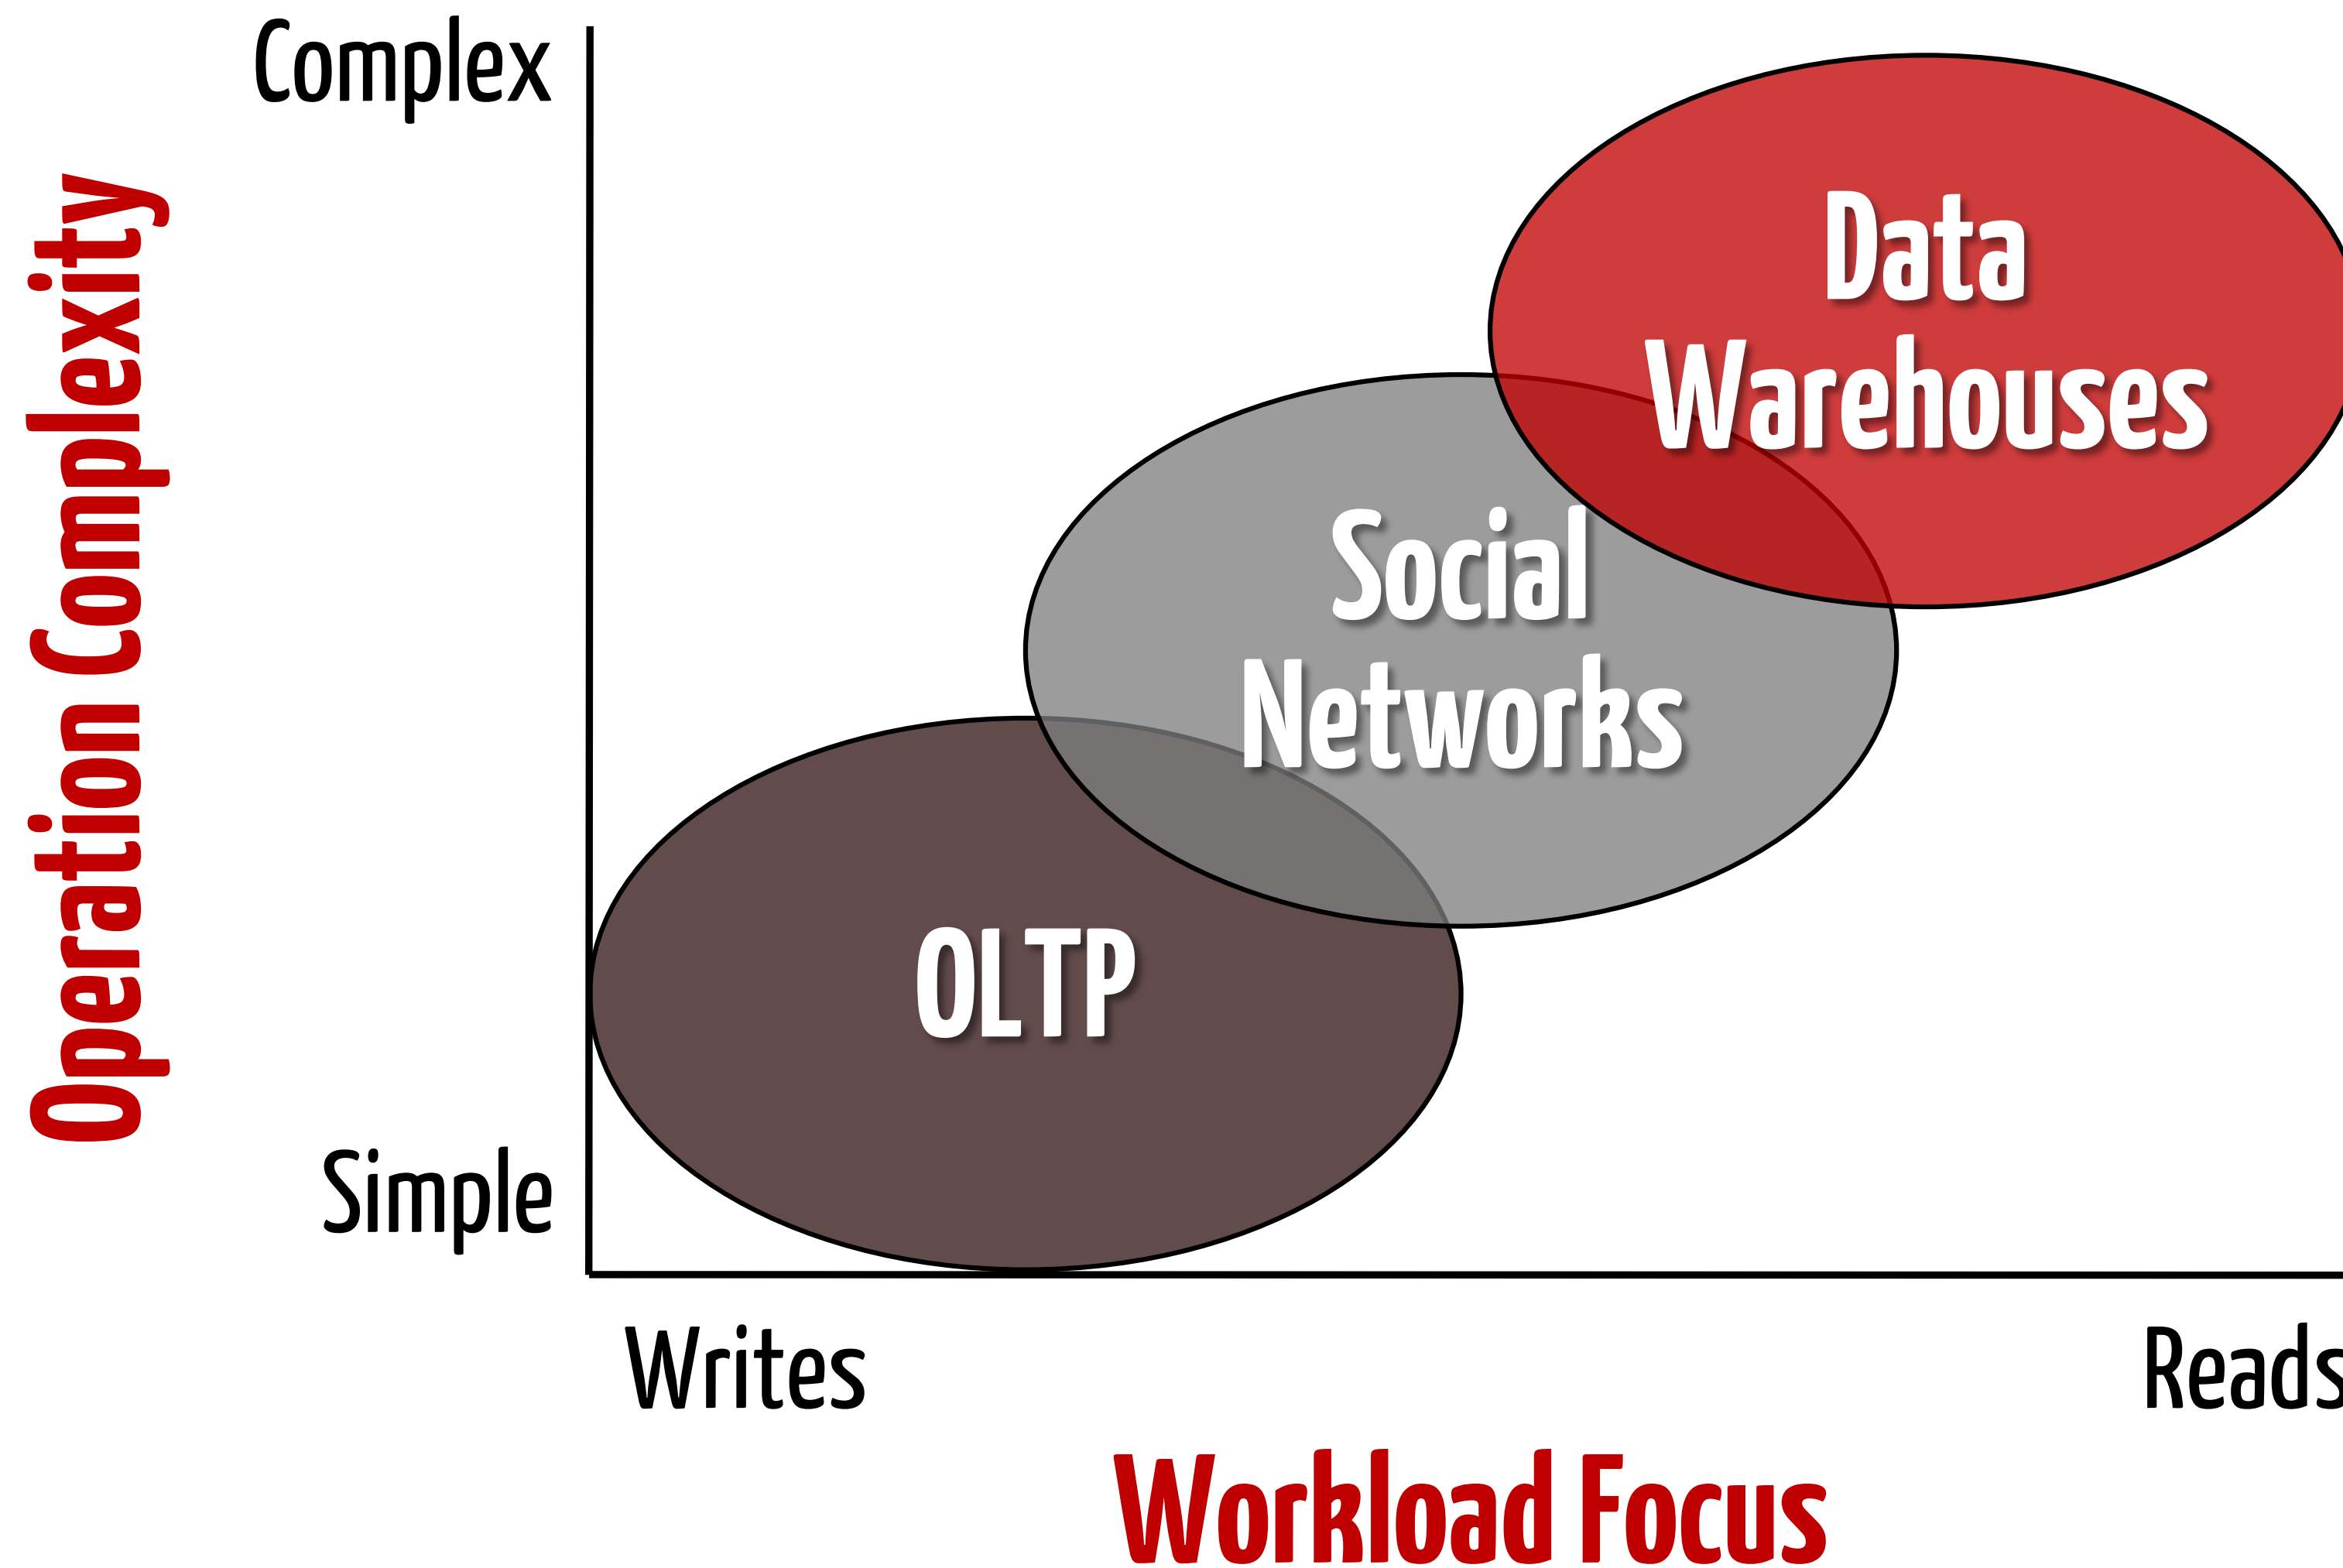 Complex
Operation Complexity
Data
Warehouses
Social
Networks
OLTP
Simple
Writes
Reads
Workload Focus